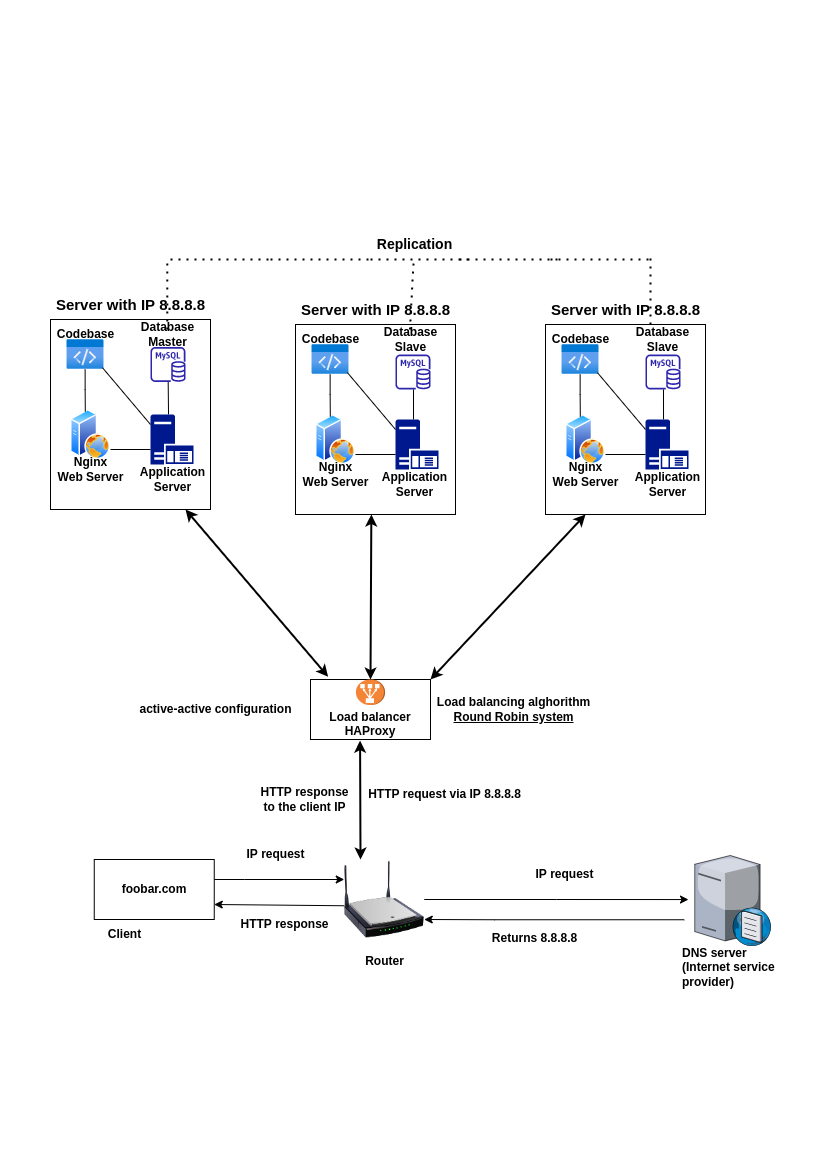 Replication
Server with IP 8.8.8.8
Codebase
Database
Master
MySQL
Nginx
Web Server
Application
Server
Server with IP 8.8.8.8
Codebase
Database
Slave
MySQL
Nginx
Web Server
Application
Server
Server with IP 8.8.8.8
Codebase
Database
Slave
MySQL
Nginx
Web Server
Application
Server
active-active configuration
Load balancer
HAProxy
Load balancing alghorithm
Round Robin system
HTTP response
to the client IP
HTTP request via IP 8.8.8.8
foobar.com
Client
IP request
HTTP response
Router
IP request
Returns 8.8.8.8
DNS server
(Internet service
provider)